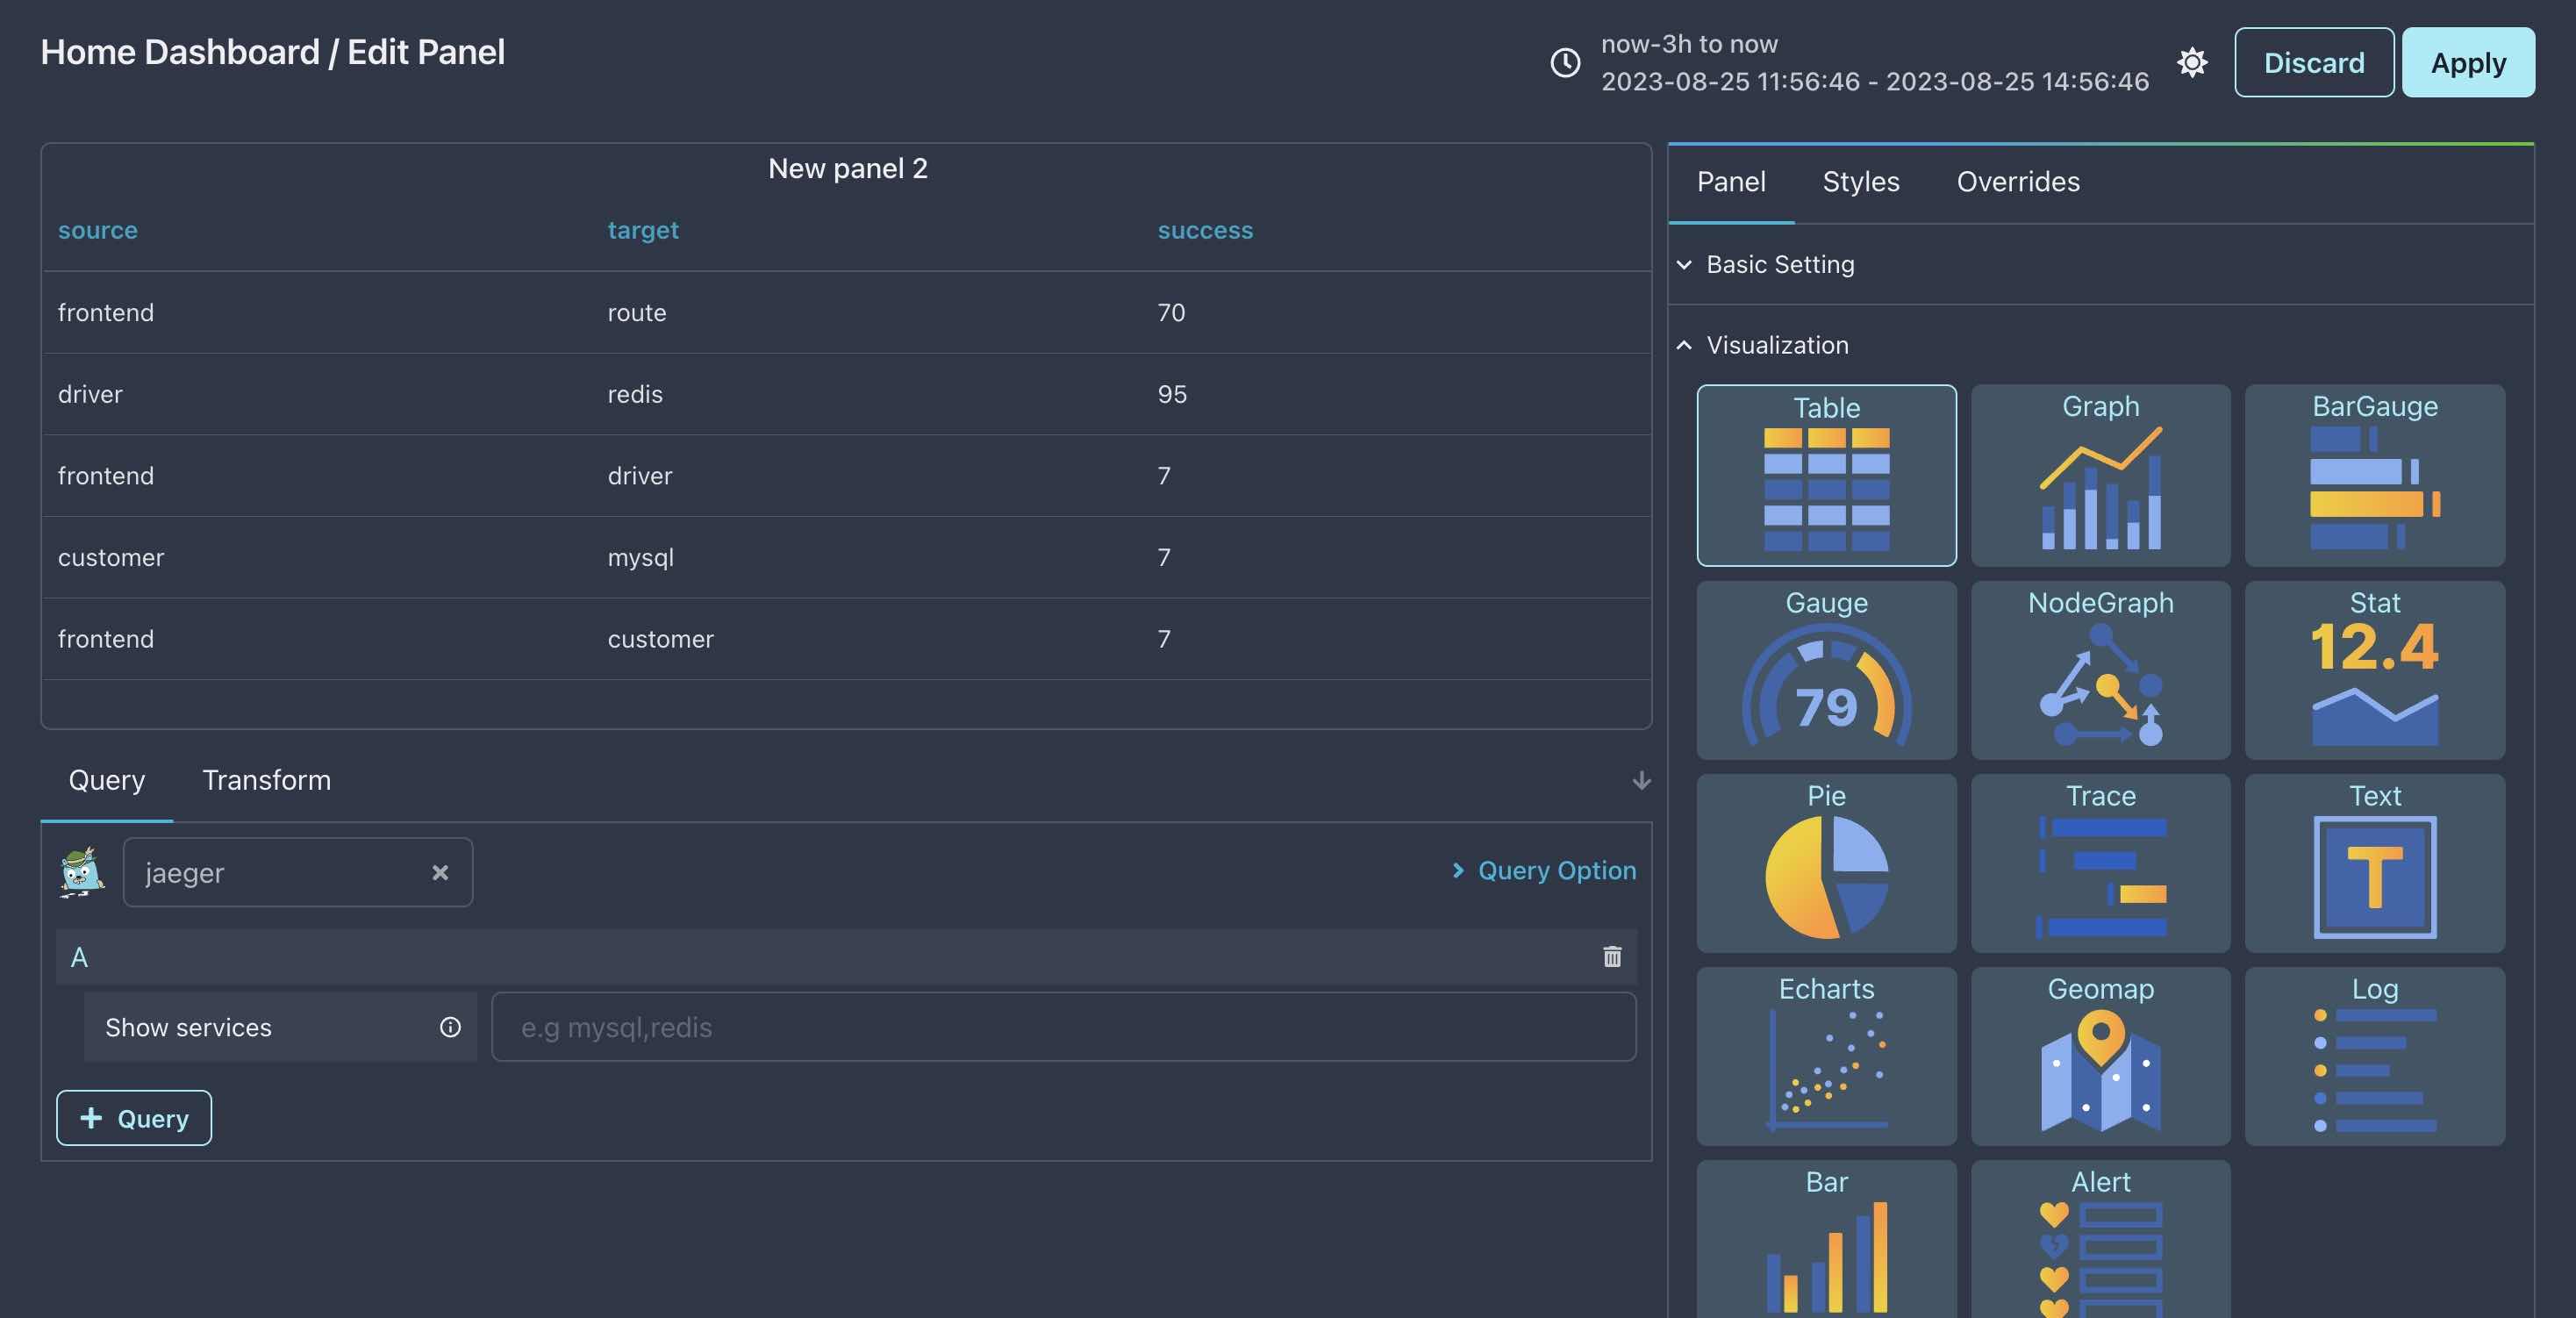 Home Dashboard / Edit Panel
now-3h to now
2023-08-25 11:56:46 - 2023-08-25 14:56:46
Discard
Apply
New panel 2
source target success
frontend route 70
driver redis 95
frontend driver 7
customer mysql 7
frontend customer 7
Query Transform
jaeger
Query Option
A
Show services
e.g mysql,redis
Query
Panel Styles Overrides
Basic Setting
Visualization
Table Graph BarGauge
Gauge NodeGraph Stat
79 12.4
Pie Trace Text
T
Echarts Geomap Log
Bar Alert